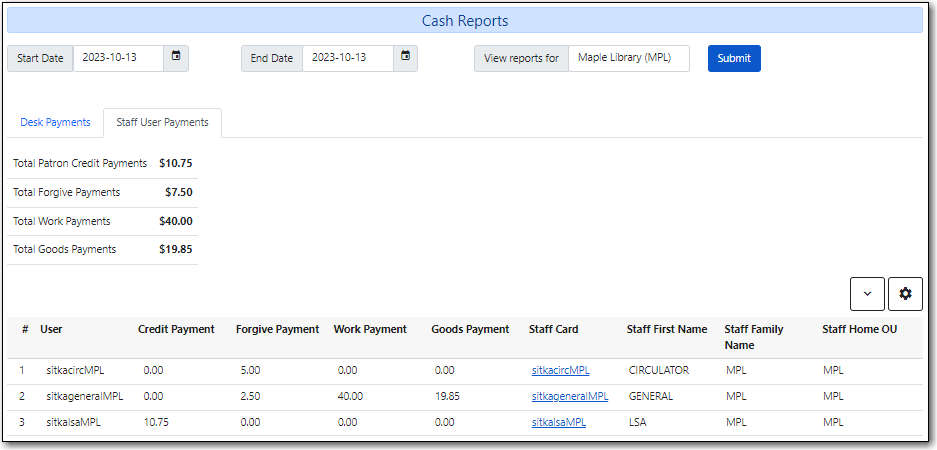 Cash Reports
Start Date 2023-10-13 End Date 2023-10-13 View reports for Maple Library (MPL) Submit
Desk Payments Staff User Payments
Total Patron Credit Payments $10.75
Total Forgive Payments $7.50
Total Work Payments $40.00
Total Goods Payments $19.85
# User Credit Payment Forgive Payment Work Payment Goods Payment Staff Card Staff First Name Staff Family Name Staff Home OU
1 sitkacircMPL 0.00 5.00 0.00 0.00 sitkacirMPL CIRCULATOR MPL MPL
2 sitkageneralMPL 0.00 2.50 40.00 19.85 sitkageneralMPL GENERAL MPL MPL
3 sitkalsaMPL 10.75 0.00 0.00 0.00 sitkalsaMPL LSA MPL MPL